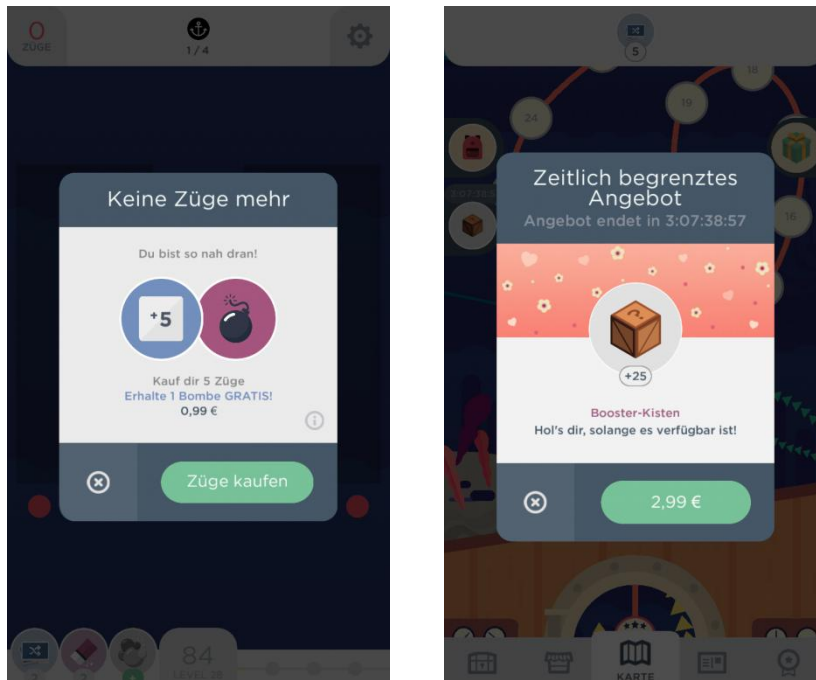 0
ZÜGE
1/4
Keine Züge mehr
Du bist so nah dran!
+5
Kauf dir 5 Züge
Erhalte 1 Bombe GRATIS!
0,99 €
Züge kaufen
84
LEVEL 28
5
18
19
24
16
Zeitlich begrenztes
Angebot
Angebot endet in 3:07:38:57
?
+25
Booster-Kisten
Hol's dir, solange es verfügbar ist!
2,99 €
KARTE